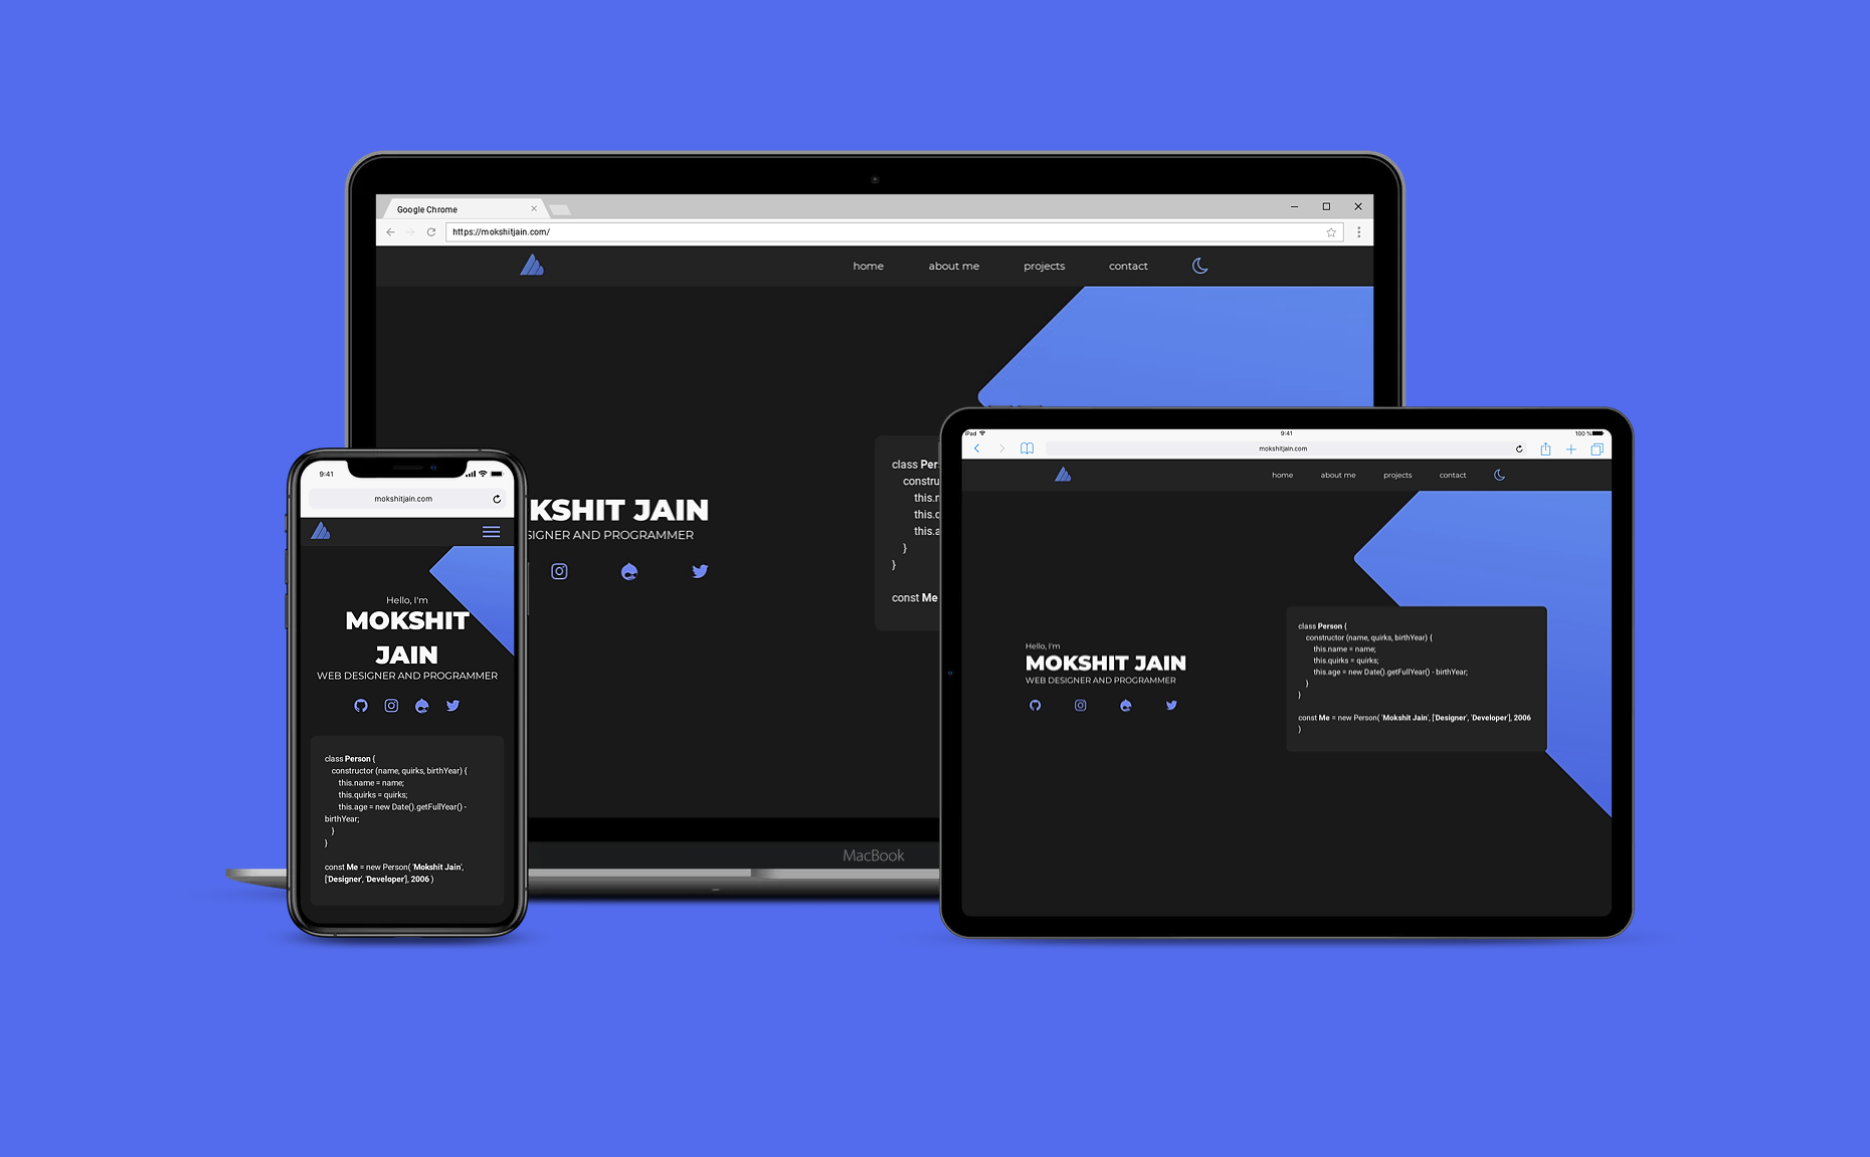 Google Chrome
https://mokshitjain.com/
home about me projects contact
KSHIT JAIN
SIGNER AND PROGRAMMER
class Per
constru
this.n
this.c
this.a
}
}
const Me
MacBook
9:41
mokshitjain.com
Hello, I'm
MOKSHIT
JAIN
WEB DESIGNER AND PROGRAMMER
class Person {
constructor (name, quirks, birthYear) {
this.name = name;
this.quirks = quirks;
this.age = new Date().getFullYear() -
birthYear;
}
}
const Me = new Person( 'Mokshit Jain',
['Designer', 'Developer'], 2006 )
iPad 9:41 100 %
mokshitjain.com
home about me projects contact
Hello, I'm
MOKSHIT JAIN
WEB DESIGNER AND PROGRAMMER
class Person {
constructor (name, quirks, birthYear) {
this.name = name;
this.quirks = quirks;
this.age = new Date().getFullYear() - birthYear;
}
}
const Me = new Person( 'Mokshit Jain', ['Designer', 'Developer'], 2006
)